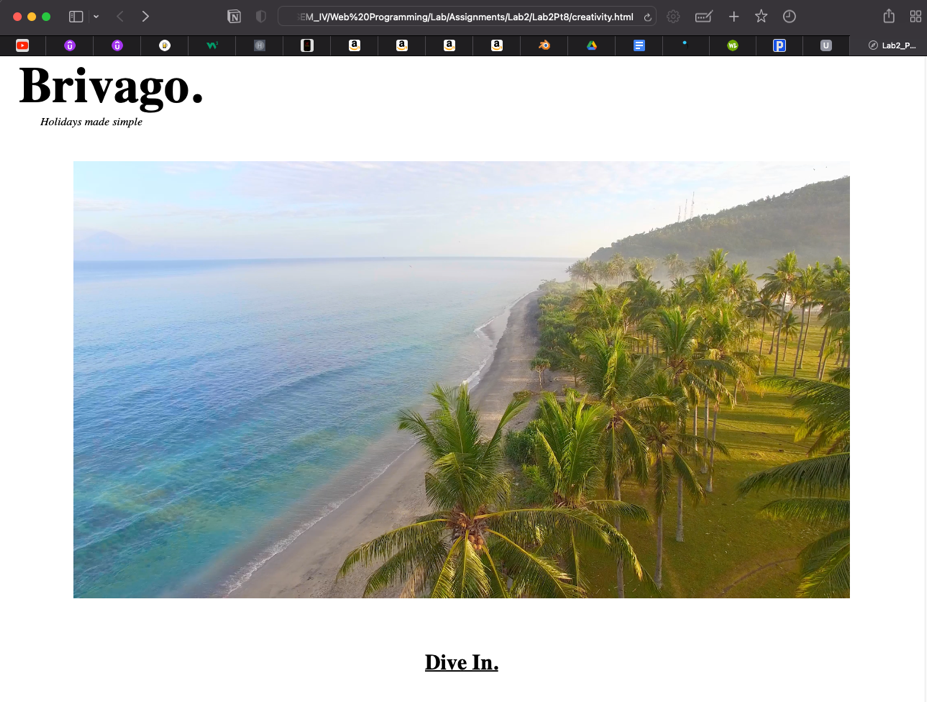 :EM_IV/Web%20Programming/Lab/Assignments/Lab2/Lab2Pt8/creativity.html
Lab2_P...
Brivago.
Holidays made simple
Dive In.